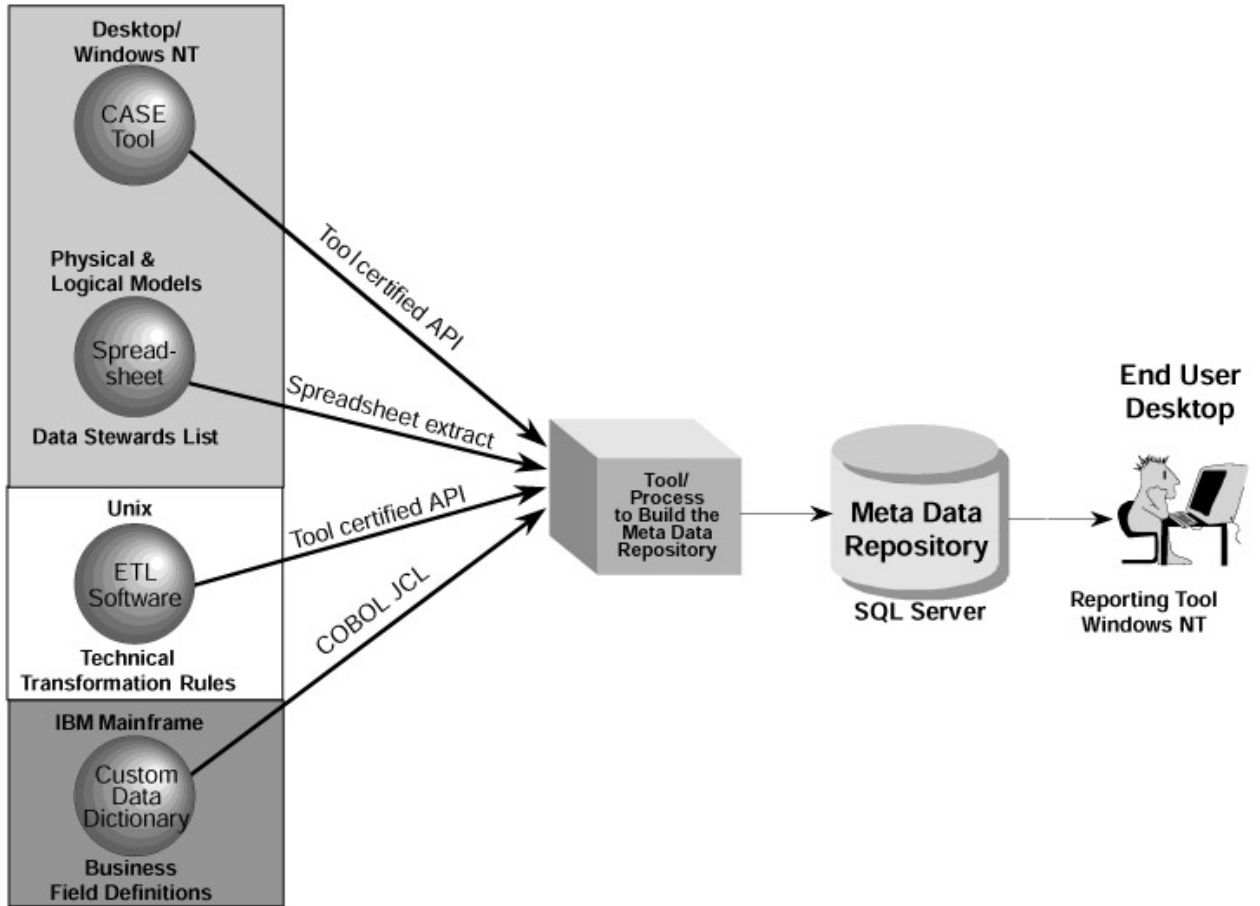 Desktop/
Windows NT
CASE
Tool
Physical &
Logical Models
Spread-
sheet
Data Stewards List
Unix
ETL
Software
Technical
Transformation Rules
IBM Mainframe
Custom
Data
Dictionary
Business
Field Definitions
Tool certified API
Spreadsheet extract
Tool certified API
COBOL JCL
Tool/
Process
to Build the
Meta Data
Repository
Meta Data
Repository
SQL Server
End User
Desktop
Reporting Tool
Windows NT